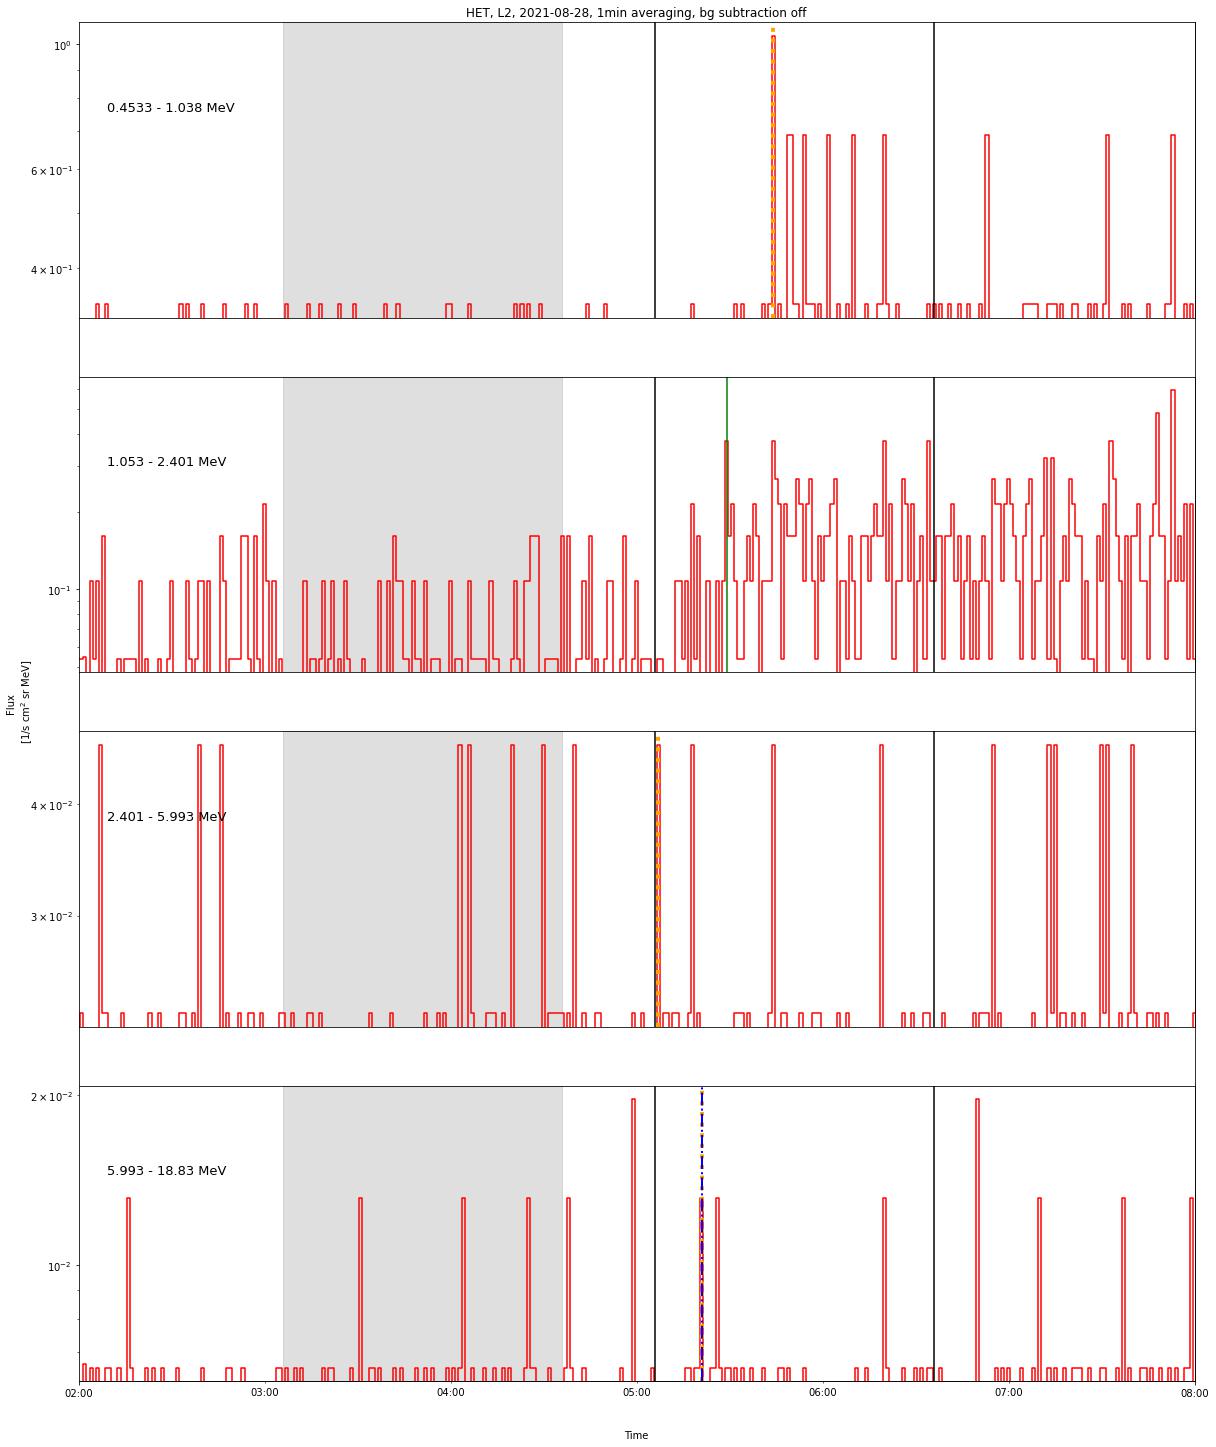 HET, L2, 2021-08-28, 1min averaging, bg subtraction off
10⁰
0.4533 - 1.038 MeV
6 × 10⁻¹
4 × 10⁻¹
1.053 - 2.401 MeV
10⁻¹
Flux
[1/s cm² sr MeV]
4 × 10⁻²
2.401 - 5.993 MeV
3 × 10⁻²
2 × 10⁻²
5.993 - 18.83 MeV
10⁻²
02:00 03:00 04:00 05:00 06:00 07:00 08:00
Time